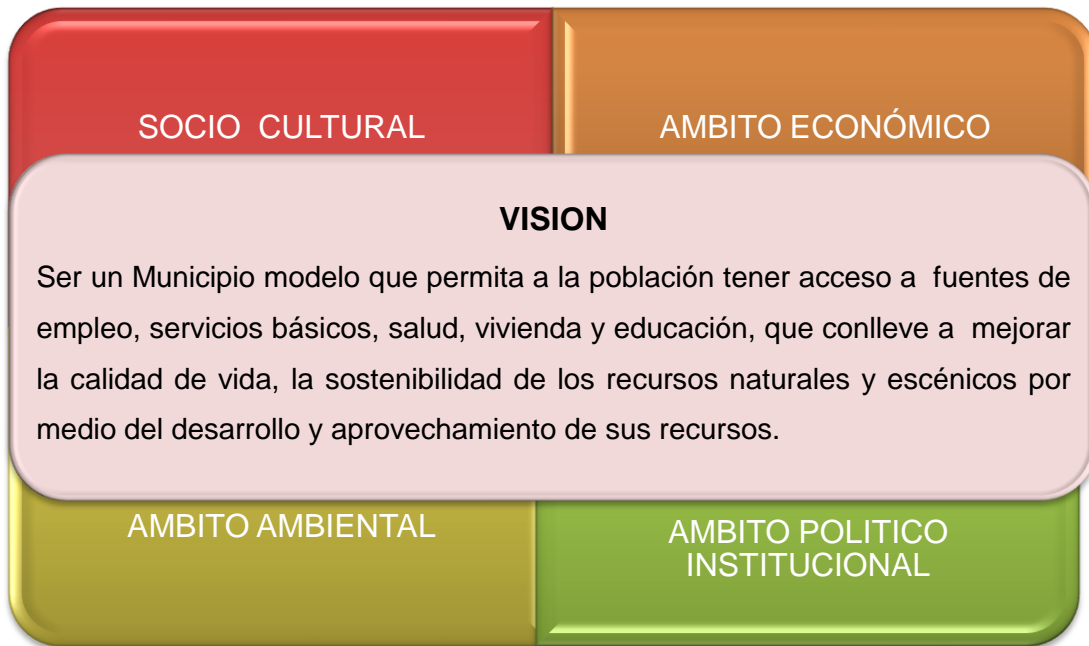 SOCIO CULTURAL
AMBITO ECONÓMICO
VISION
Ser un Municipio modelo que permita a la población tener acceso a fuentes de
empleo, servicios básicos, salud, vivienda y educación, que conlleve a mejorar
la calidad de vida, la sostenibilidad de los recursos naturales y escénicos por
medio del desarrollo y aprovechamiento de sus recursos.
AMBITO AMBIENTAL
AMBITO POLITICO
INSTITUCIONAL